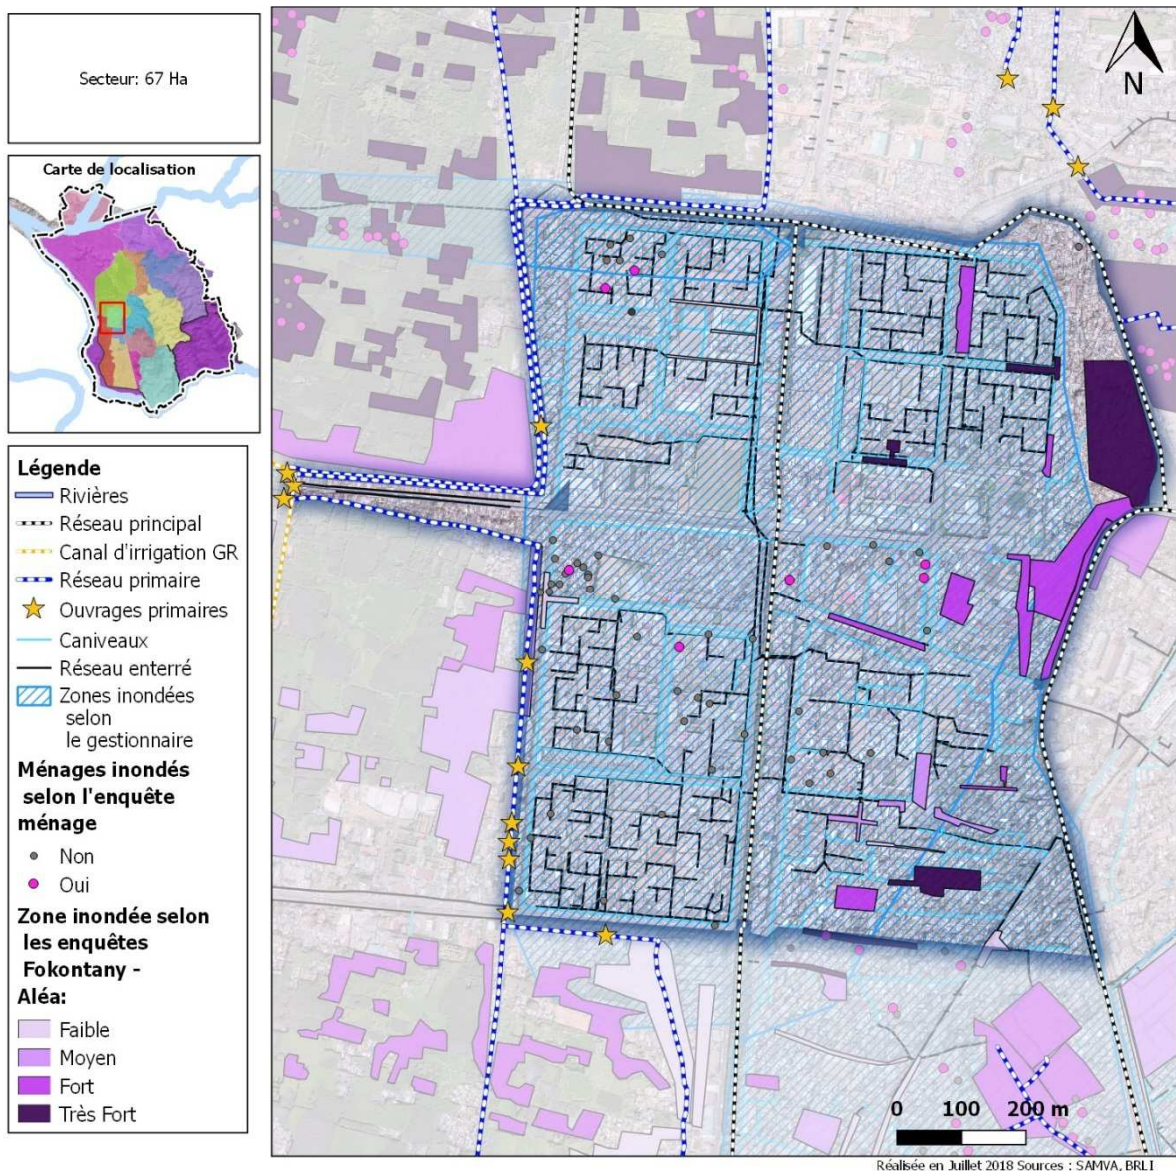 Secteur: 67 Ha
Carte de localisation
Légende
Rivières
Réseau principal
Canal d'irrigation GR
Réseau primaire
Ouvrages primaires
Caniveaux
Réseau enterré
Zones inondées
selon
le gestionnaire
Ménages inondés
selon l'enquête
ménage
Non
Oui
Zone inondée selon
les enquêtes
Fokontany -
Aléa:
Faible
Moyen
Fort
Très Fort
N
0 100 200 m
Réalisée en Juillet 2018 Sources : SAMVA, BRLI